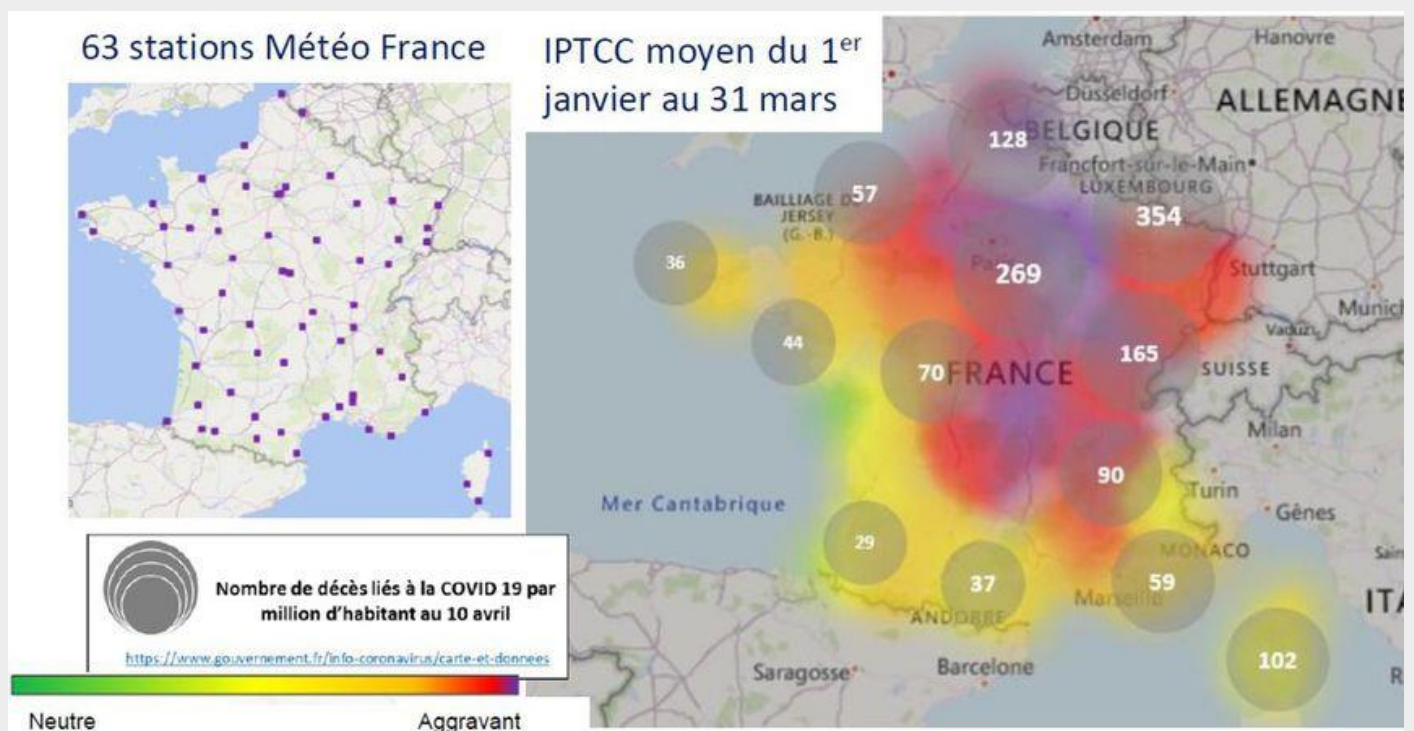 63 stations Météo France
IPTCC moyen du 1er
janvier au 31 mars
Nombre de décès liés à la COVID 19 par
million d'habitant au 10 avril
https://www.gouvernement.fr/info-coronavirus/carte-et-donnees
Neutre
Aggravant
Amsterdam
Hanovre
Düsseldorf
ALLEMAGNE
128
BELGIQUE
Francfort-sur-le-Main
LUXEMBOURG
57
BAILLIAGE D
JERSEY
(G.-B.)
354
36
269
Stuttgart
Munich
44
Vaduz
165
70
FRANCE
SUISSE
Milan
90
Turin
Mer Cantabrique
Gênes
29
MONACO
37
59
Marseille
ANDORRE
ITA
Saragosse
Barcelone
102